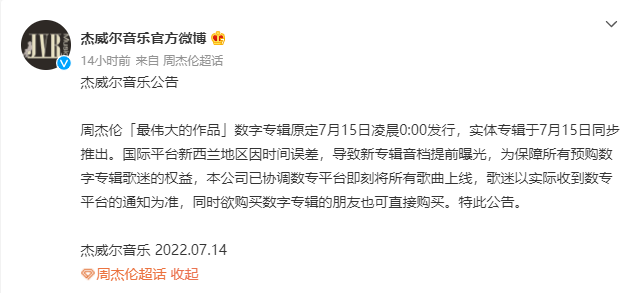 JVR Music
杰威尔音乐官方微博
14小时前 来自 周杰伦超话
杰威尔音乐公告
周杰伦「最伟大的作品」数字专辑原定7月15日凌晨0:00发行，实体专辑于7月15日同步
推出。国际平台新西兰地区因时间误差，导致新专辑音档提前曝光，为保障所有预购数
字专辑歌迷的权益，本公司已协调数专平台即刻将所有歌曲上线，歌迷以实际收到数专
平台的通知为准，同时欲购买数字专辑的朋友也可直接购买。特此公告。
杰威尔音乐 2022.07.14
周杰伦超话 收起